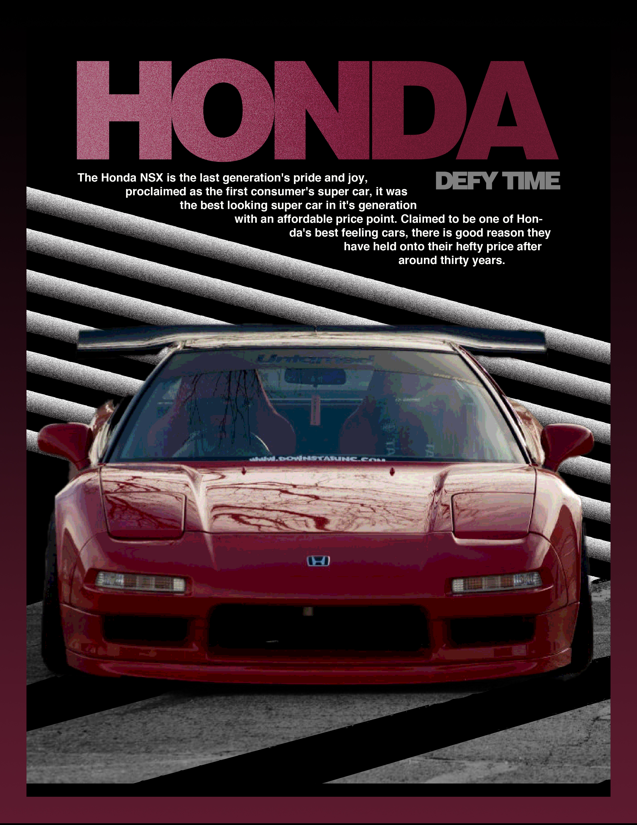 HONDA
DEFY TIME
The Honda NSX is the last generation's pride and joy,
proclaimed as the first consumer's super car, it was
the best looking super car in it's generation
with an affordable price point. Claimed to be one of Hon-
da's best feeling cars, there is good reason they
have held onto their hefty price after
around thirty years.
WWW.DOWNSTARINC.COM